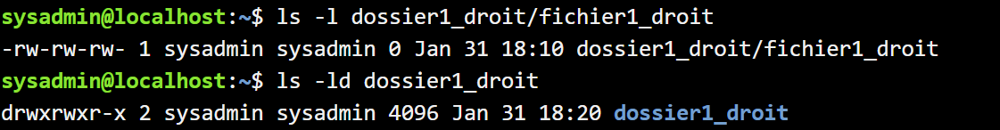 sysadmin@localhost:~$ ls -l dossier1_droit/fichier1_droit
-rw-rw-rw- 1 sysadmin sysadmin 0 Jan 31 18:10 dossier1_droit/fichier1_droit
sysadmin@localhost:~$ ls -ld dossier1_droit
drwxrwxr-x 2 sysadmin sysadmin 4096 Jan 31 18:20 dossier1_droit